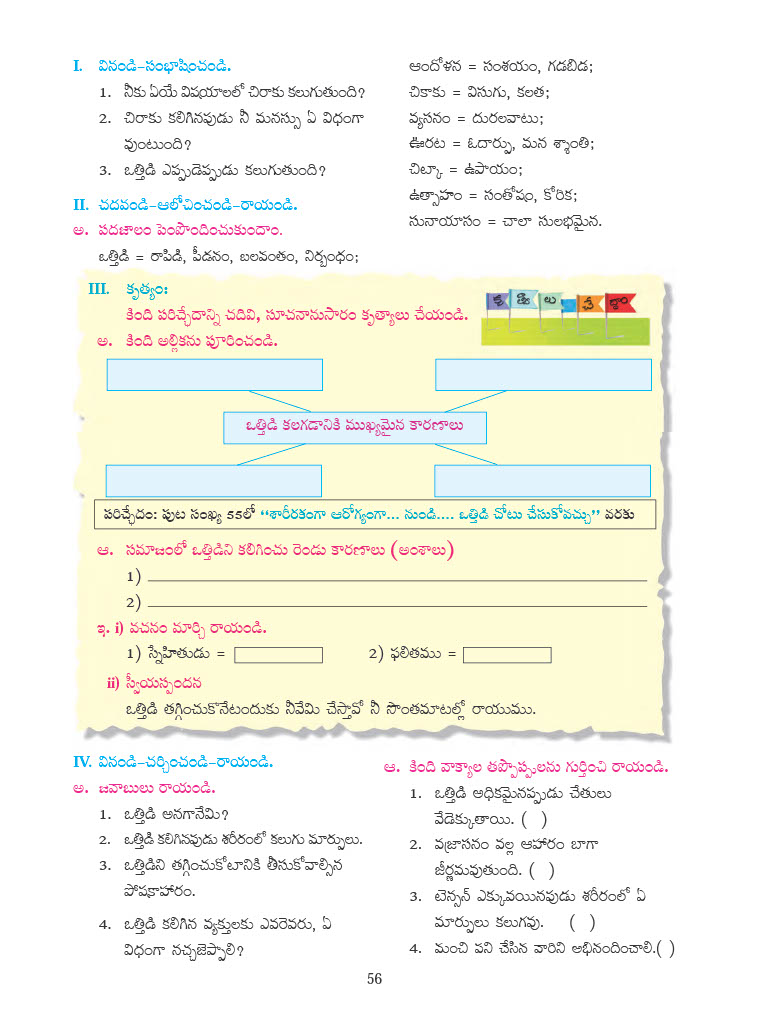 I. వినండి-సంభాషించండి.
1. నీకు ఏయే విషయాలలో చిరాకు కలుగుతుంది?
2. చిరాకు కలిగినపుడు నీ మనస్సు ఏ విధంగా
వుంటుంది?
3. ఒత్తిడి ఎప్పుడెప్పుడు కలుగుతుంది?
II. చదవండి-ఆలోచించండి-రాయండి.
అ. పదజాలం పెంపొందించుకుందాం.
ఒత్తిడి = రాపిడి, పీడనం, బలవంతం, నిర్బంధం;
ఆందోళన = సంశయం, గడబిడ;
చికాకు = విసుగు, కలత;
వ్యసనం = దురలవాటు;
ఊరట = ఓదార్పు, మన శ్శాంతి;
చిట్కా = ఉపాయం;
ఉత్సాహం = సంతోషం, కోరిక;
సునాయాసం = చాలా సులభమైన.
III. కృత్యం:
కృ త్యా లు చే ద్దాం
కింది పరిచ్ఛేదాన్ని చదివి, సూచనానుసారం కృత్యాలు చేయండి.
అ. కింది అల్లికను పూరించండి.
ఒత్తిడి కలగడానికి ముఖ్యమైన కారణాలు
పరిచ్ఛేదం: పుట సంఖ్య 55లో “శారీరకంగా ఆరోగ్యంగా... నుండి.... ఒత్తిడి చోటు చేసుకోవచ్చు” వరకు
ఆ. సమాజంలో ఒత్తిడిని కలిగించు రెండు కారణాలు (అంశాలు)
1)
2)
ఇ. i) వచనం మార్చి రాయండి.
1) స్నేహితుడు = 2) ఫలితము =
ii) స్వీయస్పందన
ఒత్తిడి తగ్గించుకొనేటందుకు నీవేమి చేస్తావో నీ సొంతమాటల్లో రాయుము.
IV. వినండి-చర్చించండి-రాయండి.
అ. జవాబులు రాయండి.
1. ఒత్తిడి అనగానేమి?
2. ఒత్తిడి కలిగినవుడు శరీరంలో కలుగు మార్పులు.
3. ఒత్తిడిని తగ్గించుకోటానికి తీసుకోవాల్సిన
పోషకాహారం.
4. ఒత్తిడి కలిగిన వ్యక్తులకు ఎవరెవరు, ఏ
విధంగా నచ్చజెప్పాలి?
ఆ. కింది వాక్యాల తప్పొప్పులను గుర్తించి రాయండి.
1. ఒత్తిడి అధికమైనప్పుడు చేతులు
వేడెక్కుతాయి. ( )
2. వజ్రాసనం వల్ల ఆహారం బాగా
జీర్ణమవుతుంది. ( )
3. టెన్సన్ ఎక్కువయినపుడు శరీరంలో ఏ
మార్పులు కలుగవు. ( )
4. మంచి పని చేసిన వారిని అభినందించాలి.( )
56